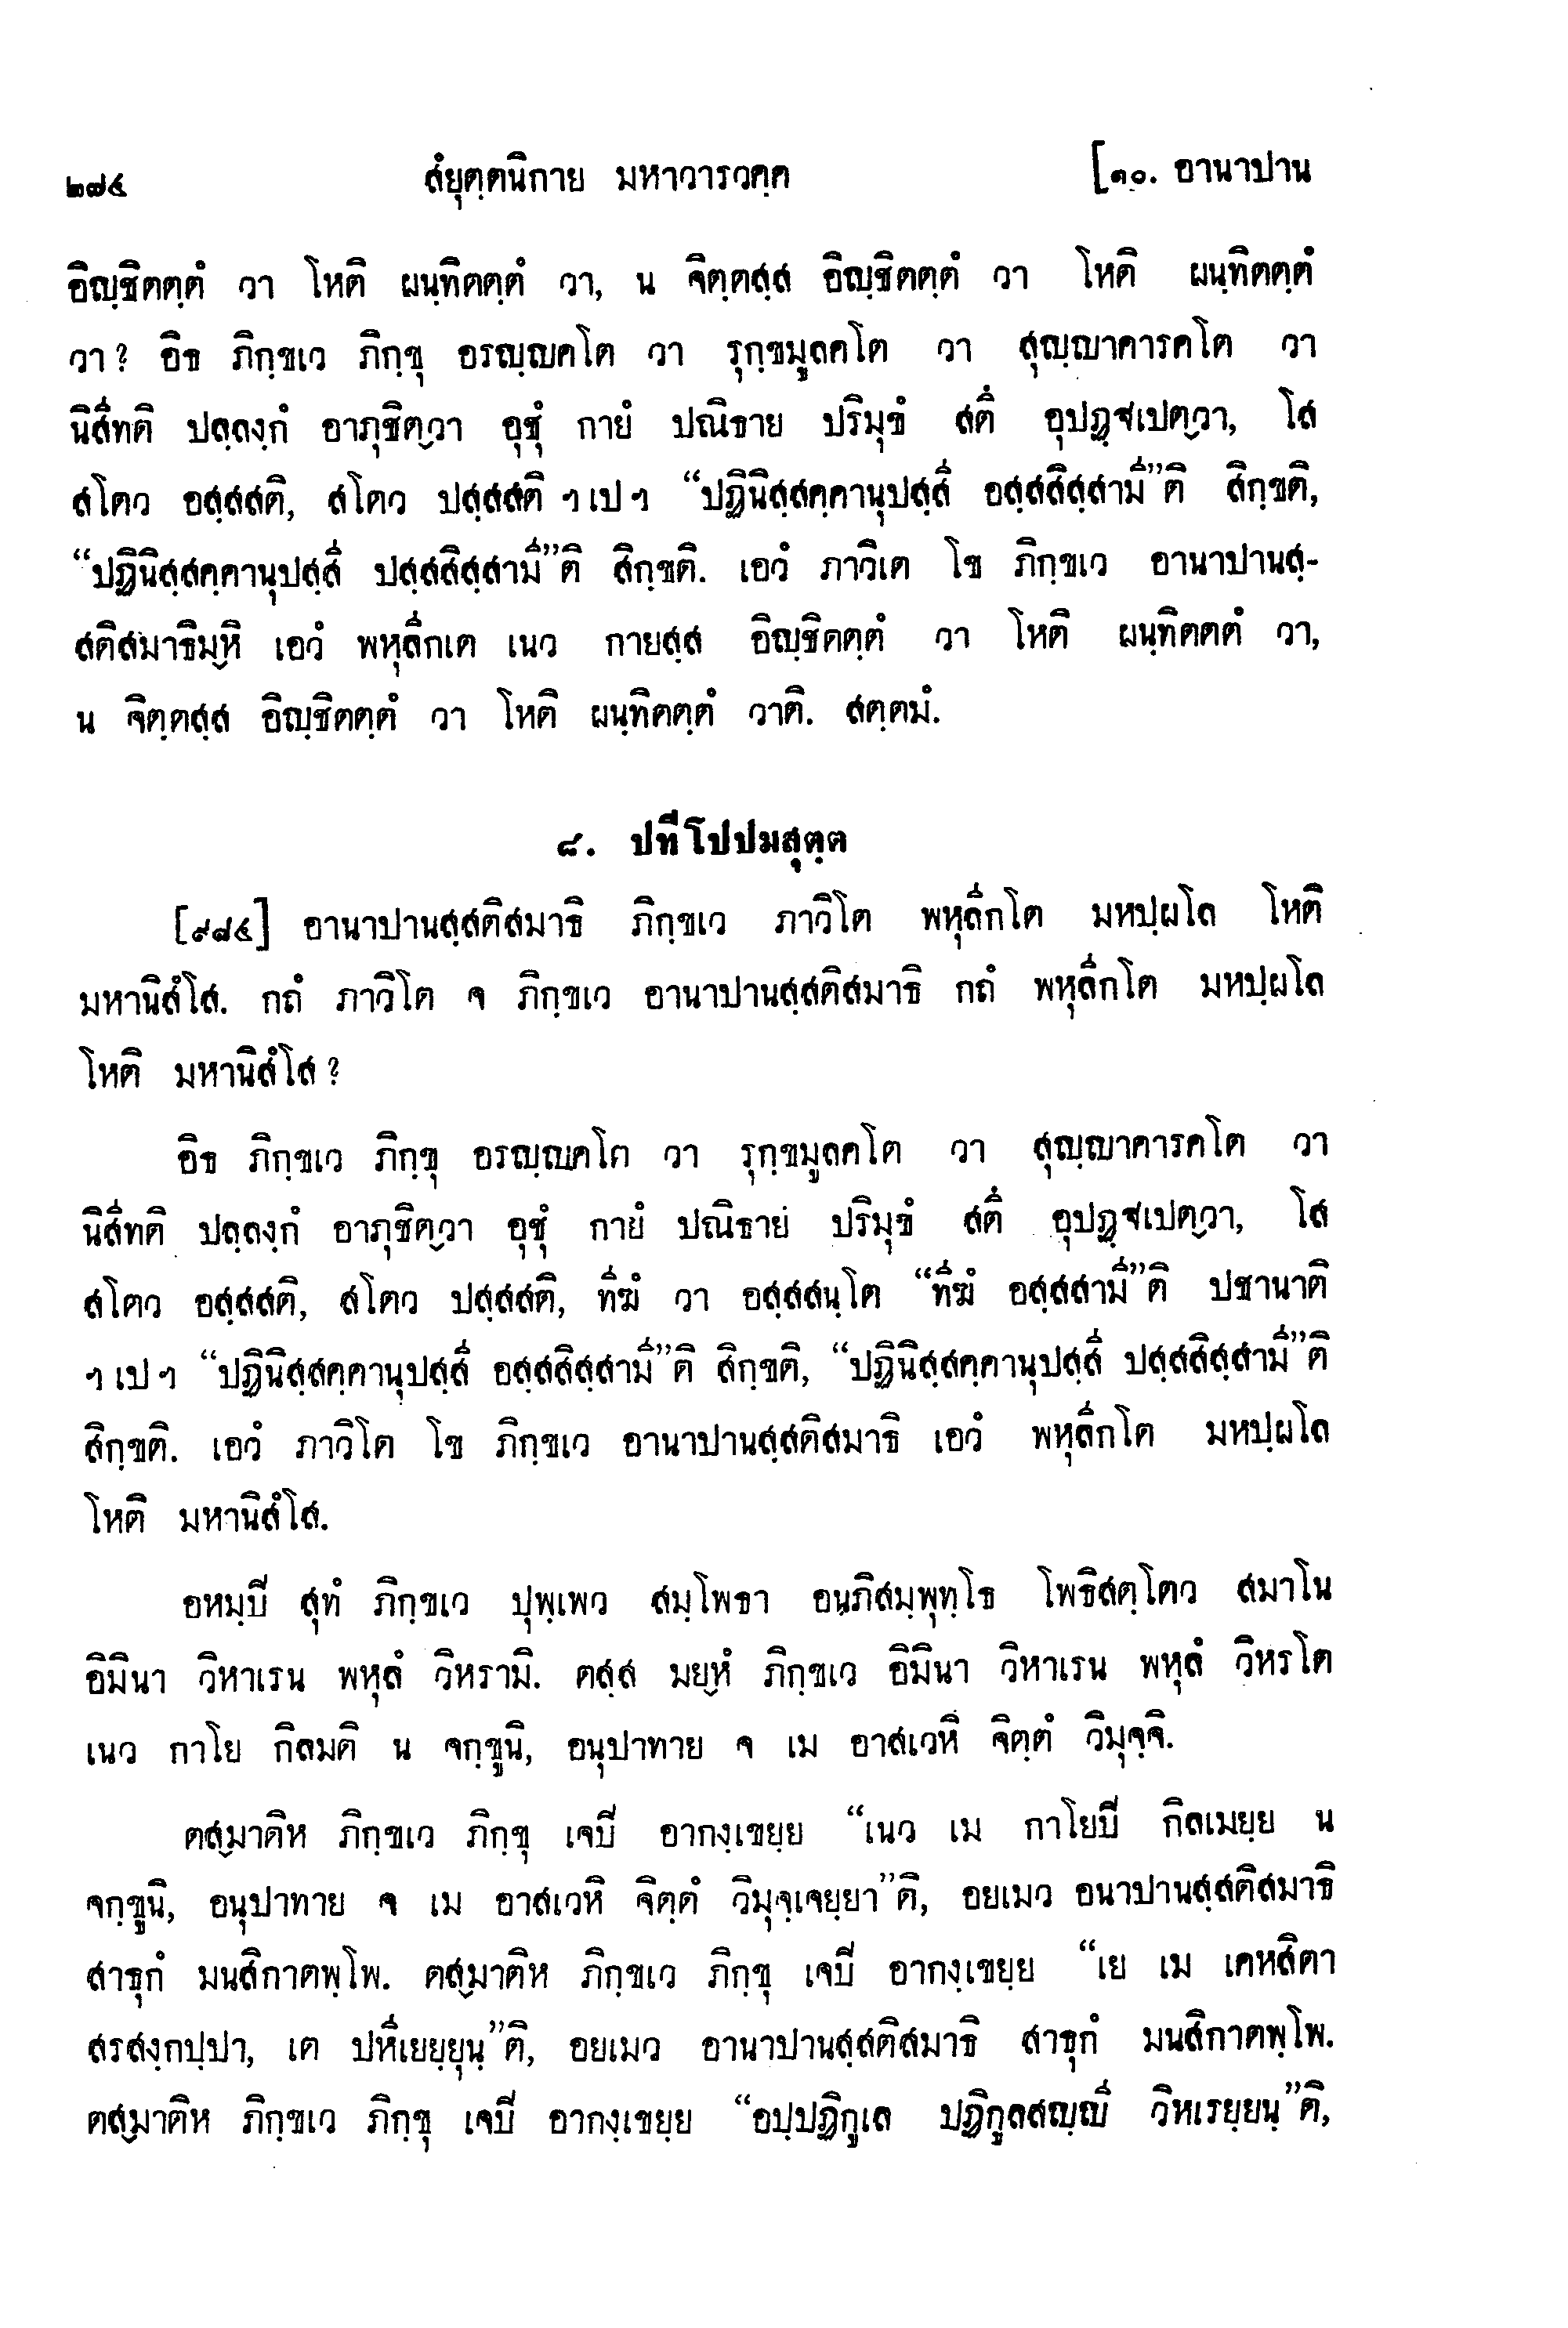 ๒๗๔ สํยุตฺตนิกาย มหาวารวคฺค [๑๐. อานาปาน
อิญฺชิตตฺตํ วา โหติ ผนฺทิตตฺตํ วา, น จิตฺตสฺส อิญฺชิตตฺตํ วา โหติ ผนฺทิตตฺตํ
วา? อิธ ภิกฺขเว ภิกฺขุ อรญฺญคโต วา รุกฺขมูลคโต วา สุญฺญาคารคโต วา
นิสีทติ ปลฺลงฺกํ อาภุชิตฺวา อุชุํ กายํ ปณิธาย ปริมุขํ สตึ อุปฏฺฐเปตฺวา, โส
สโตว อสฺสสติ, สโตว ปสฺสสติ ฯเปฯ “ปฏินิสฺสคฺคานุปสฺสี อสฺสสิสฺสามี”ติ สิกฺขติ,
“ปฏินิสฺสคฺคานุปสฺสี ปสฺสสิสฺสามี”ติ สิกฺขติ. เอวํ ภาวิเต โข ภิกฺขเว อานาปานสฺ-
สติสมาธิมฺหิ เอวํ พหุลีกเต เนว กายสฺส อิญฺชิตตฺตํ วา โหติ ผนฺทิตตตํ วา,
น จิตฺตสฺส อิญฺชิตตฺตํ วา โหติ ผนฺทิตตฺตํ วาติ. สตฺตมํ.
๘. ปทีโปปมสุตฺต
[๙๘๔] อานาปานสฺสติสมาธิ ภิกฺขเว ภาวิโต พหุลีกโต มหปฺผโล โหติ
มหานิสํโส. กถํ ภาวิโต จ ภิกฺขเว อานาปานสฺสติสมาธิ กถํ พหุลีกโต มหปฺผโล
โหติ มหานิสํโส?
อิธ ภิกฺขเว ภิกฺขุ อรญฺญคโต วา รุกฺขมูลคโต วา สุญฺญาคารคโต วา
นิสีทติ ปลฺลงฺกํ อาภุชิตฺวา อุชุํ กายํ ปณิธาย ปริมุขํ สตึ อุปฏฺฐเปตฺวา, โส
สโตว อสฺสสติ, สโตว ปสฺสสติ, ทีฆํ วา อสฺสสนฺโต “ทีฆํ อสฺสสามี”ติ ปชานาติ
ฯเปฯ “ปฏินิสฺสคฺคานุปสฺสี อสฺสสิสฺสามี”ติ สิกฺขติ, “ปฏินิสฺสคฺคานุปสฺสี ปสฺสสิสฺสามี”ติ
สิกฺขติ. เอวํ ภาวิโต โข ภิกฺขเว อานาปานสฺสติสมาธิ เอวํ พหุลีกโต มหปฺผโล
โหติ มหานิสํโส.
อหมฺปิ สุทํ ภิกฺขเว ปุพฺเพว สมฺโพธา อนภิสมฺพุทฺโธ โพธิสตฺโตว สมาโน
อิมินา วิหาเรน พหุลํ วิหรามิ. ตสฺส มยฺหํ ภิกฺขเว อิมินา วิหาเรน พหุลํ วิหรโต
เนว กาโย กิลมติ น จกฺขูนิ, อนุปาทาย จ เม อาสเวหิ จิตฺตํ วิมุจฺจิ.
ตสฺมาติห ภิกฺขเว ภิกฺขุ เจปิ อากงฺเขยฺย “เนว เม กาโยปิ กิลเมยฺย น
จกฺขูนิ, อนุปาทาย จ เม อาสเวหิ จิตฺตํ วิมุจฺเจยฺยา”ติ, อยเมว อนาปานสฺสติสมาธิ
สาธุกํ มนสิกาตพฺโพ. ตสฺมาติห ภิกฺขเว ภิกฺขุ เจปิ อากงฺเขยฺย “เย เม เคหสิตา
สรสงฺกปฺปา, เต ปหีเยยฺยุนฺ”ติ, อยเมว อานาปานสฺสติสมาธิ สาธุกํ มนสิกาตพฺโพ.
ตสฺมาติห ภิกฺขเว ภิกฺขุ เจปิ อากงฺเขยฺย “อปฺปฏิกูเล ปฏิกูลสญฺญี วิหเรยฺยนฺ”ติ,